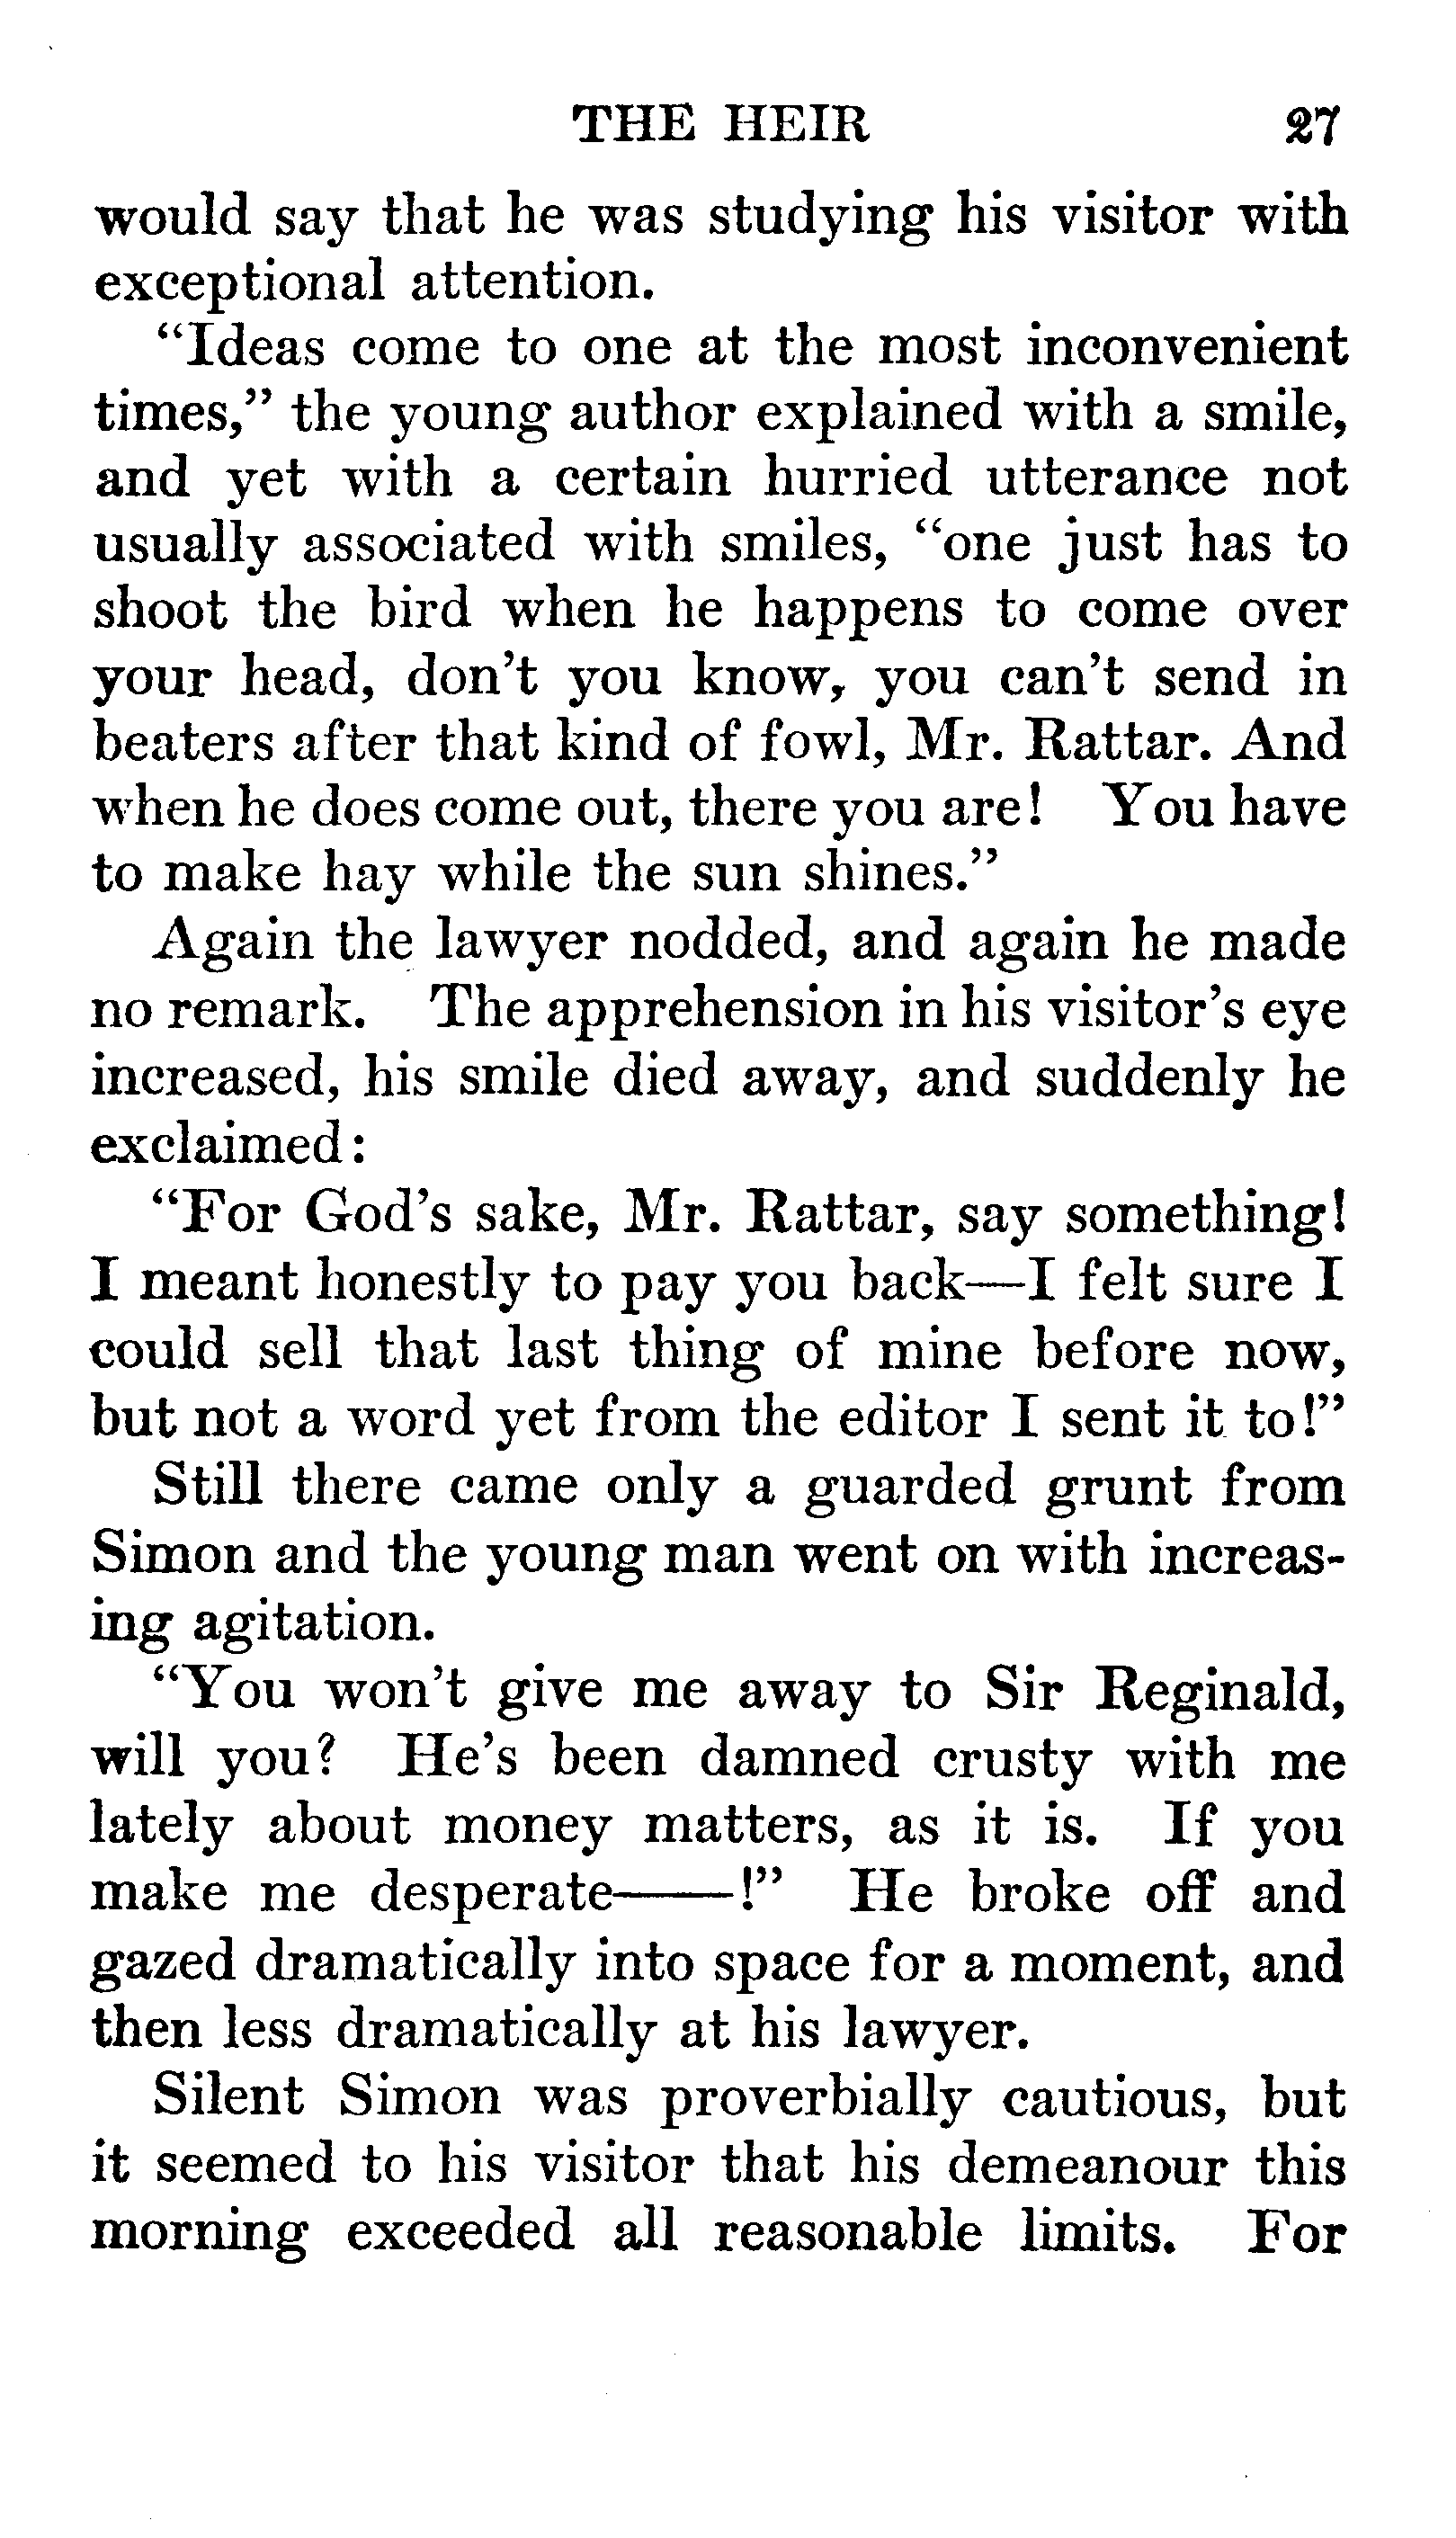 THE HEIR 27
would say that he was studying his visitor with
exceptional attention.
“Ideas come to one at the most inconvenient
times,” the young author explained with a smile,
and yet with a certain hurried utterance not
usually associated with smiles, “one just has to
shoot the bird when he happens to come over
your head, don’t you know, you can’t send in
beaters after that kind of fowl, Mr. Rattar. And
when he does come out, there you are! You have
to make hay while the sun shines.”
Again the lawyer nodded, and again he made
no remark. The apprehension in his visitor’s eye
increased, his smile died away, and suddenly he
exclaimed:
“For God’s sake, Mr. Rattar, say something!
I meant honestly to pay you back—I felt sure I
could sell that last thing of mine before now,
but not a word yet from the editor I sent it to!”
Still there came only a guarded grunt from
Simon and the young man went on with increas-
ing agitation.
“You won’t give me away to Sir Reginald,
will you? He’s been damned crusty with me
lately about money matters, as it is. If you
make me desperate——!” He broke off and
gazed dramatically into space for a moment, and
then less dramatically at his lawyer.
Silent Simon was proverbially cautious, but
it seemed to his visitor that his demeanour this
morning exceeded all reasonable limits. For